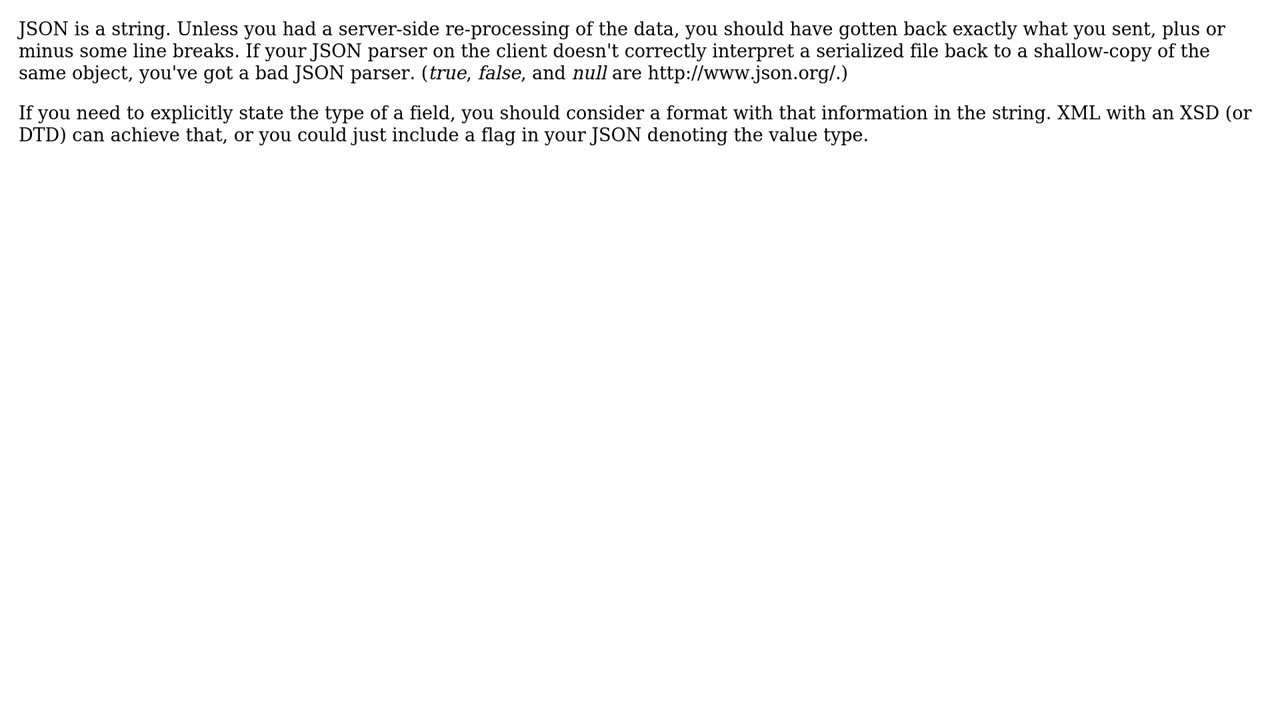 JSON is a string. Unless you had a server-side re-processing of the data, you should have gotten back exactly what you sent, plus or
minus some line breaks. If your JSON parser on the client doesn't correctly interpret a serialized file back to a shallow-copy of the
same object, you've got a bad JSON parser. (true, false, and null are http://www.json.org/.)
If you need to explicitly state the type of a field, you should consider a format with that information in the string. XML with an XSD (or
DTD) can achieve that, or you could just include a flag in your JSON denoting the value type.